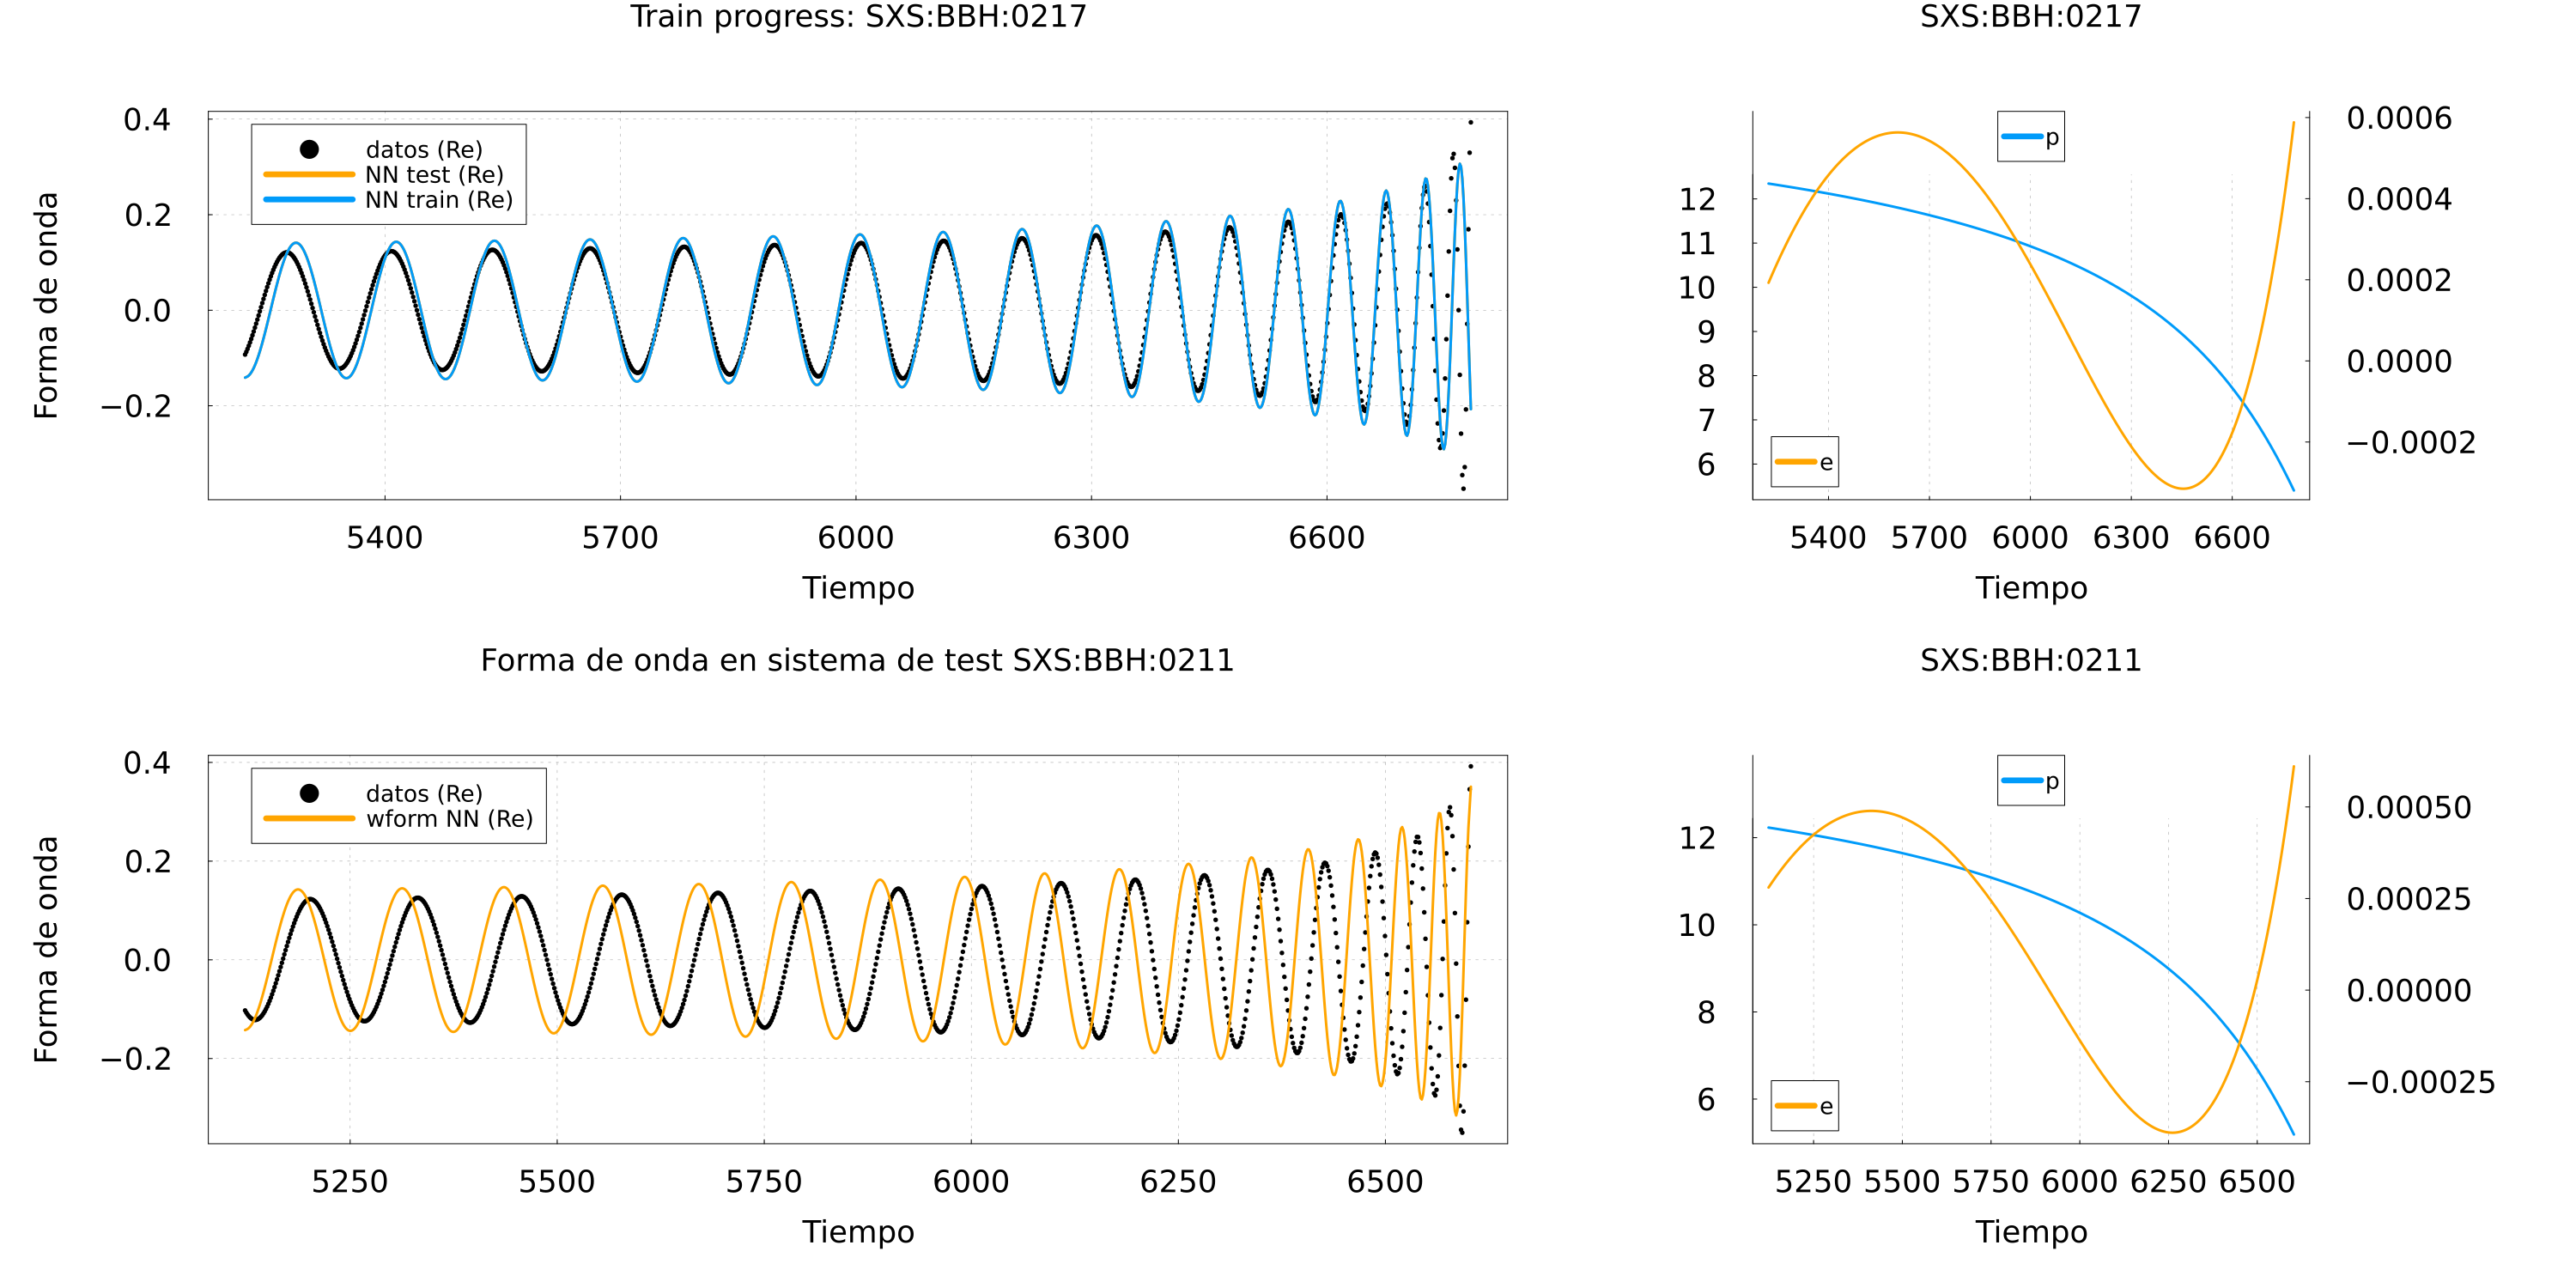 Train progress: SXS:BBH:0217
Forma de onda
0.4
0.2
0.0
−0.2
datos (Re)
NN test (Re)
NN train (Re)
5400 5700 6000 6300 6600
Tiempo
SXS:BBH:0217
12
11
10
9
8
7
6
p
e
0.0006
0.0004
0.0002
0.0000
−0.0002
5400 5700 6000 6300 6600
Tiempo
Forma de onda en sistema de test SXS:BBH:0211
Forma de onda
0.4
0.2
0.0
−0.2
datos (Re)
wform NN (Re)
5250 5500 5750 6000 6250 6500
Tiempo
SXS:BBH:0211
12
10
8
6
p
e
0.00050
0.00025
0.00000
−0.00025
5250 5500 5750 6000 6250 6500
Tiempo